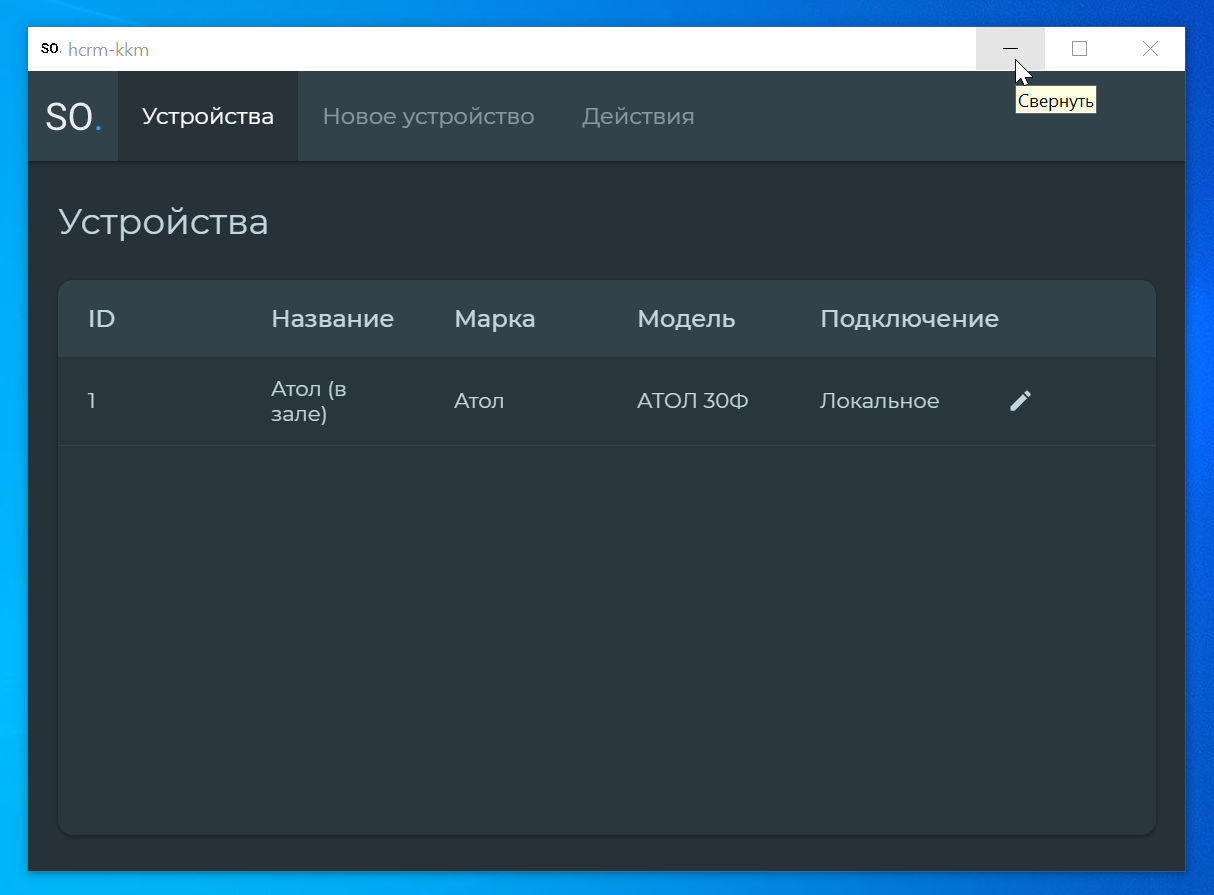 SO. hcrm-kkm
Свернуть
SO. Устройства Новое устройство Действия
Устройства
ID Название Марка Модель Подключение
1 Атол (в зале) Атол АТОЛ 30Ф Локальное